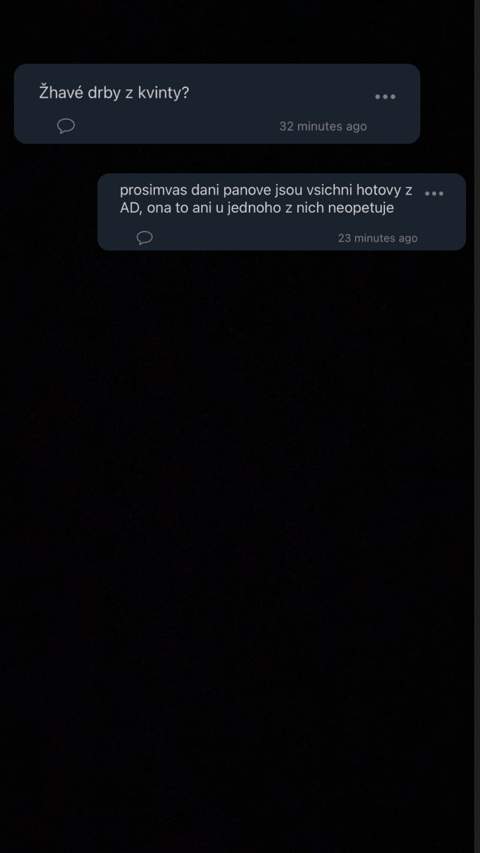 Žhavé drby z kvinty?
32 minutes ago
prosimvas dani panove jsou vsichni hotovy z
AD, ona to ani u jednoho z nich neopetuje
23 minutes ago